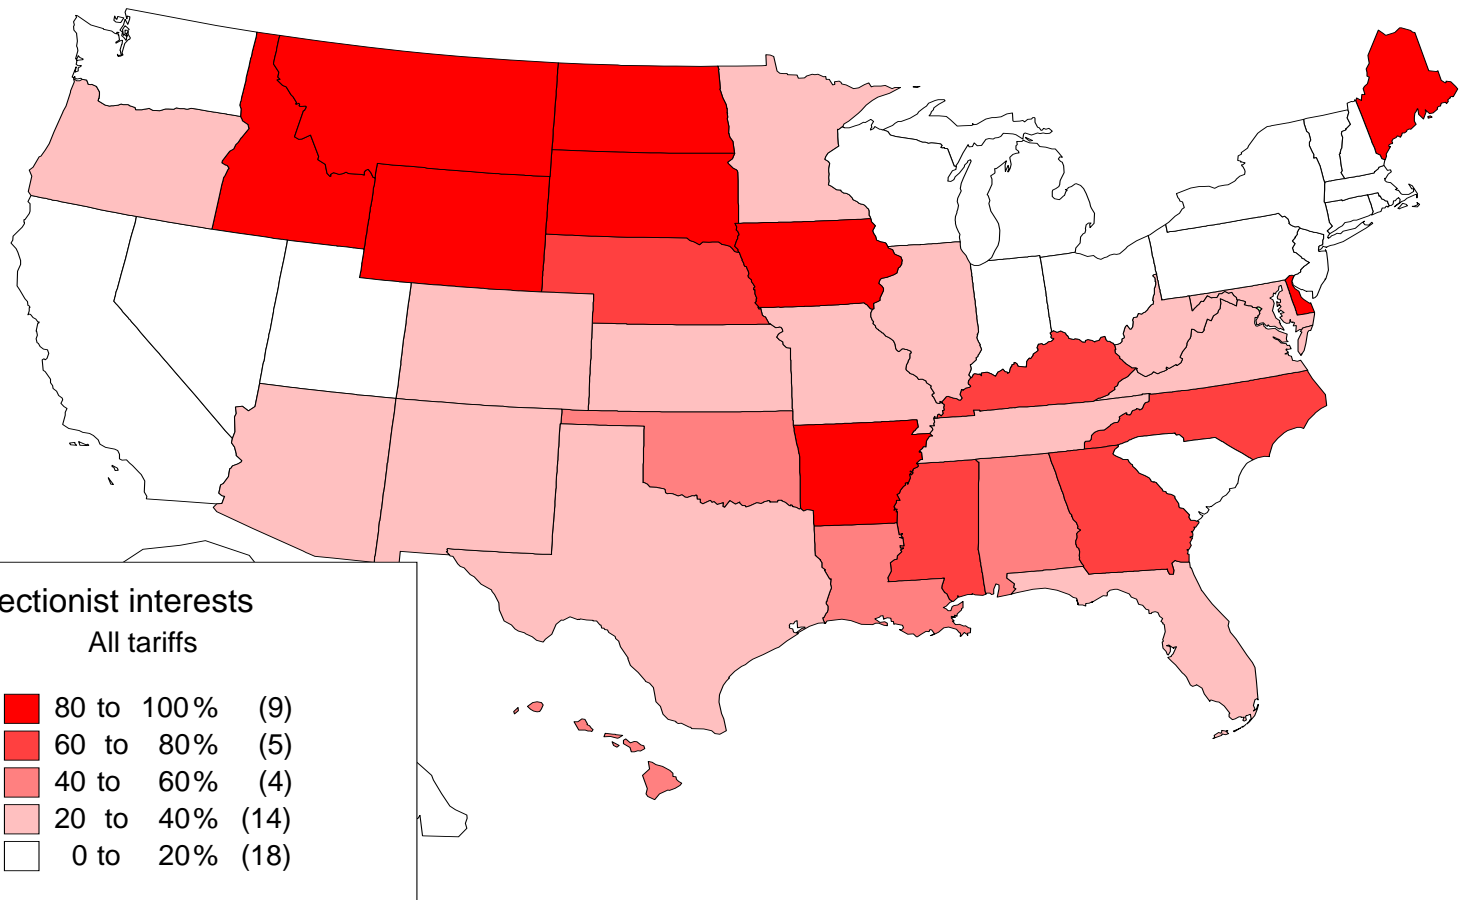 ectionist interests
All tariffs
80 to 100% (9)
60 to 80% (5)
40 to 60% (4)
20 to 40% (14)
0 to 20% (18)